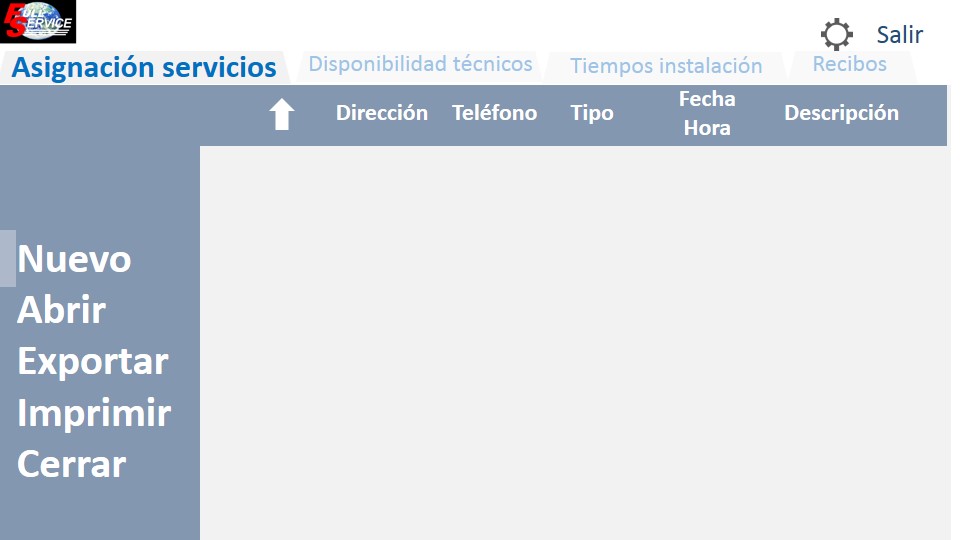 FULL
SERVICE
Salir
Asignación servicios
Disponibilidad técnicos
Tiempos instalación
Recibos
Dirección
Teléfono
Tipo
Fecha
Hora
Descripción
Nuevo
Abrir
Exportar
Imprimir
Cerrar